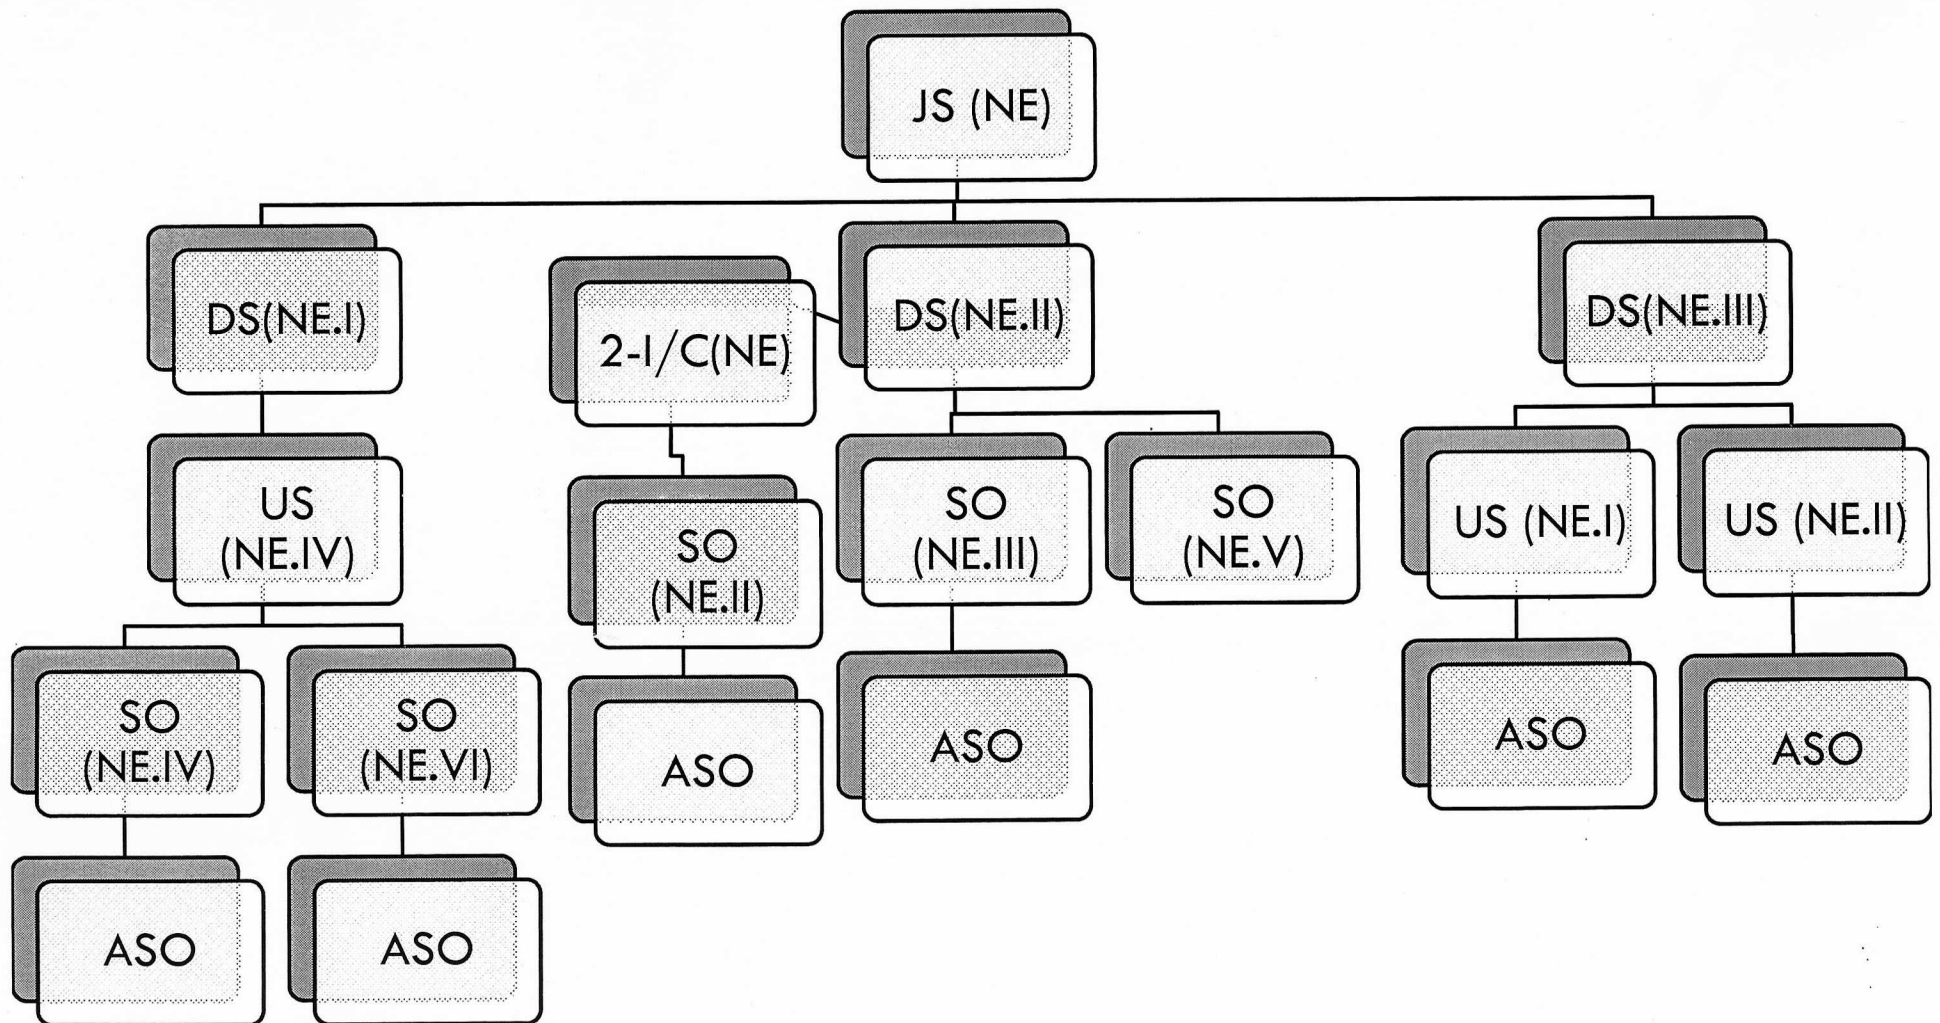 JS (NE)
DS(NE.I)
2-I/C(NE)
DS(NE.II)
DS(NE.III)
US
(NE.IV)
SO
(NE.II)
SO
(NE.III)
SO
(NE.V)
US (NE.I)
US (NE.II)
SO
(NE.IV)
SO
(NE.VI)
ASO
ASO
ASO
ASO
ASO
ASO